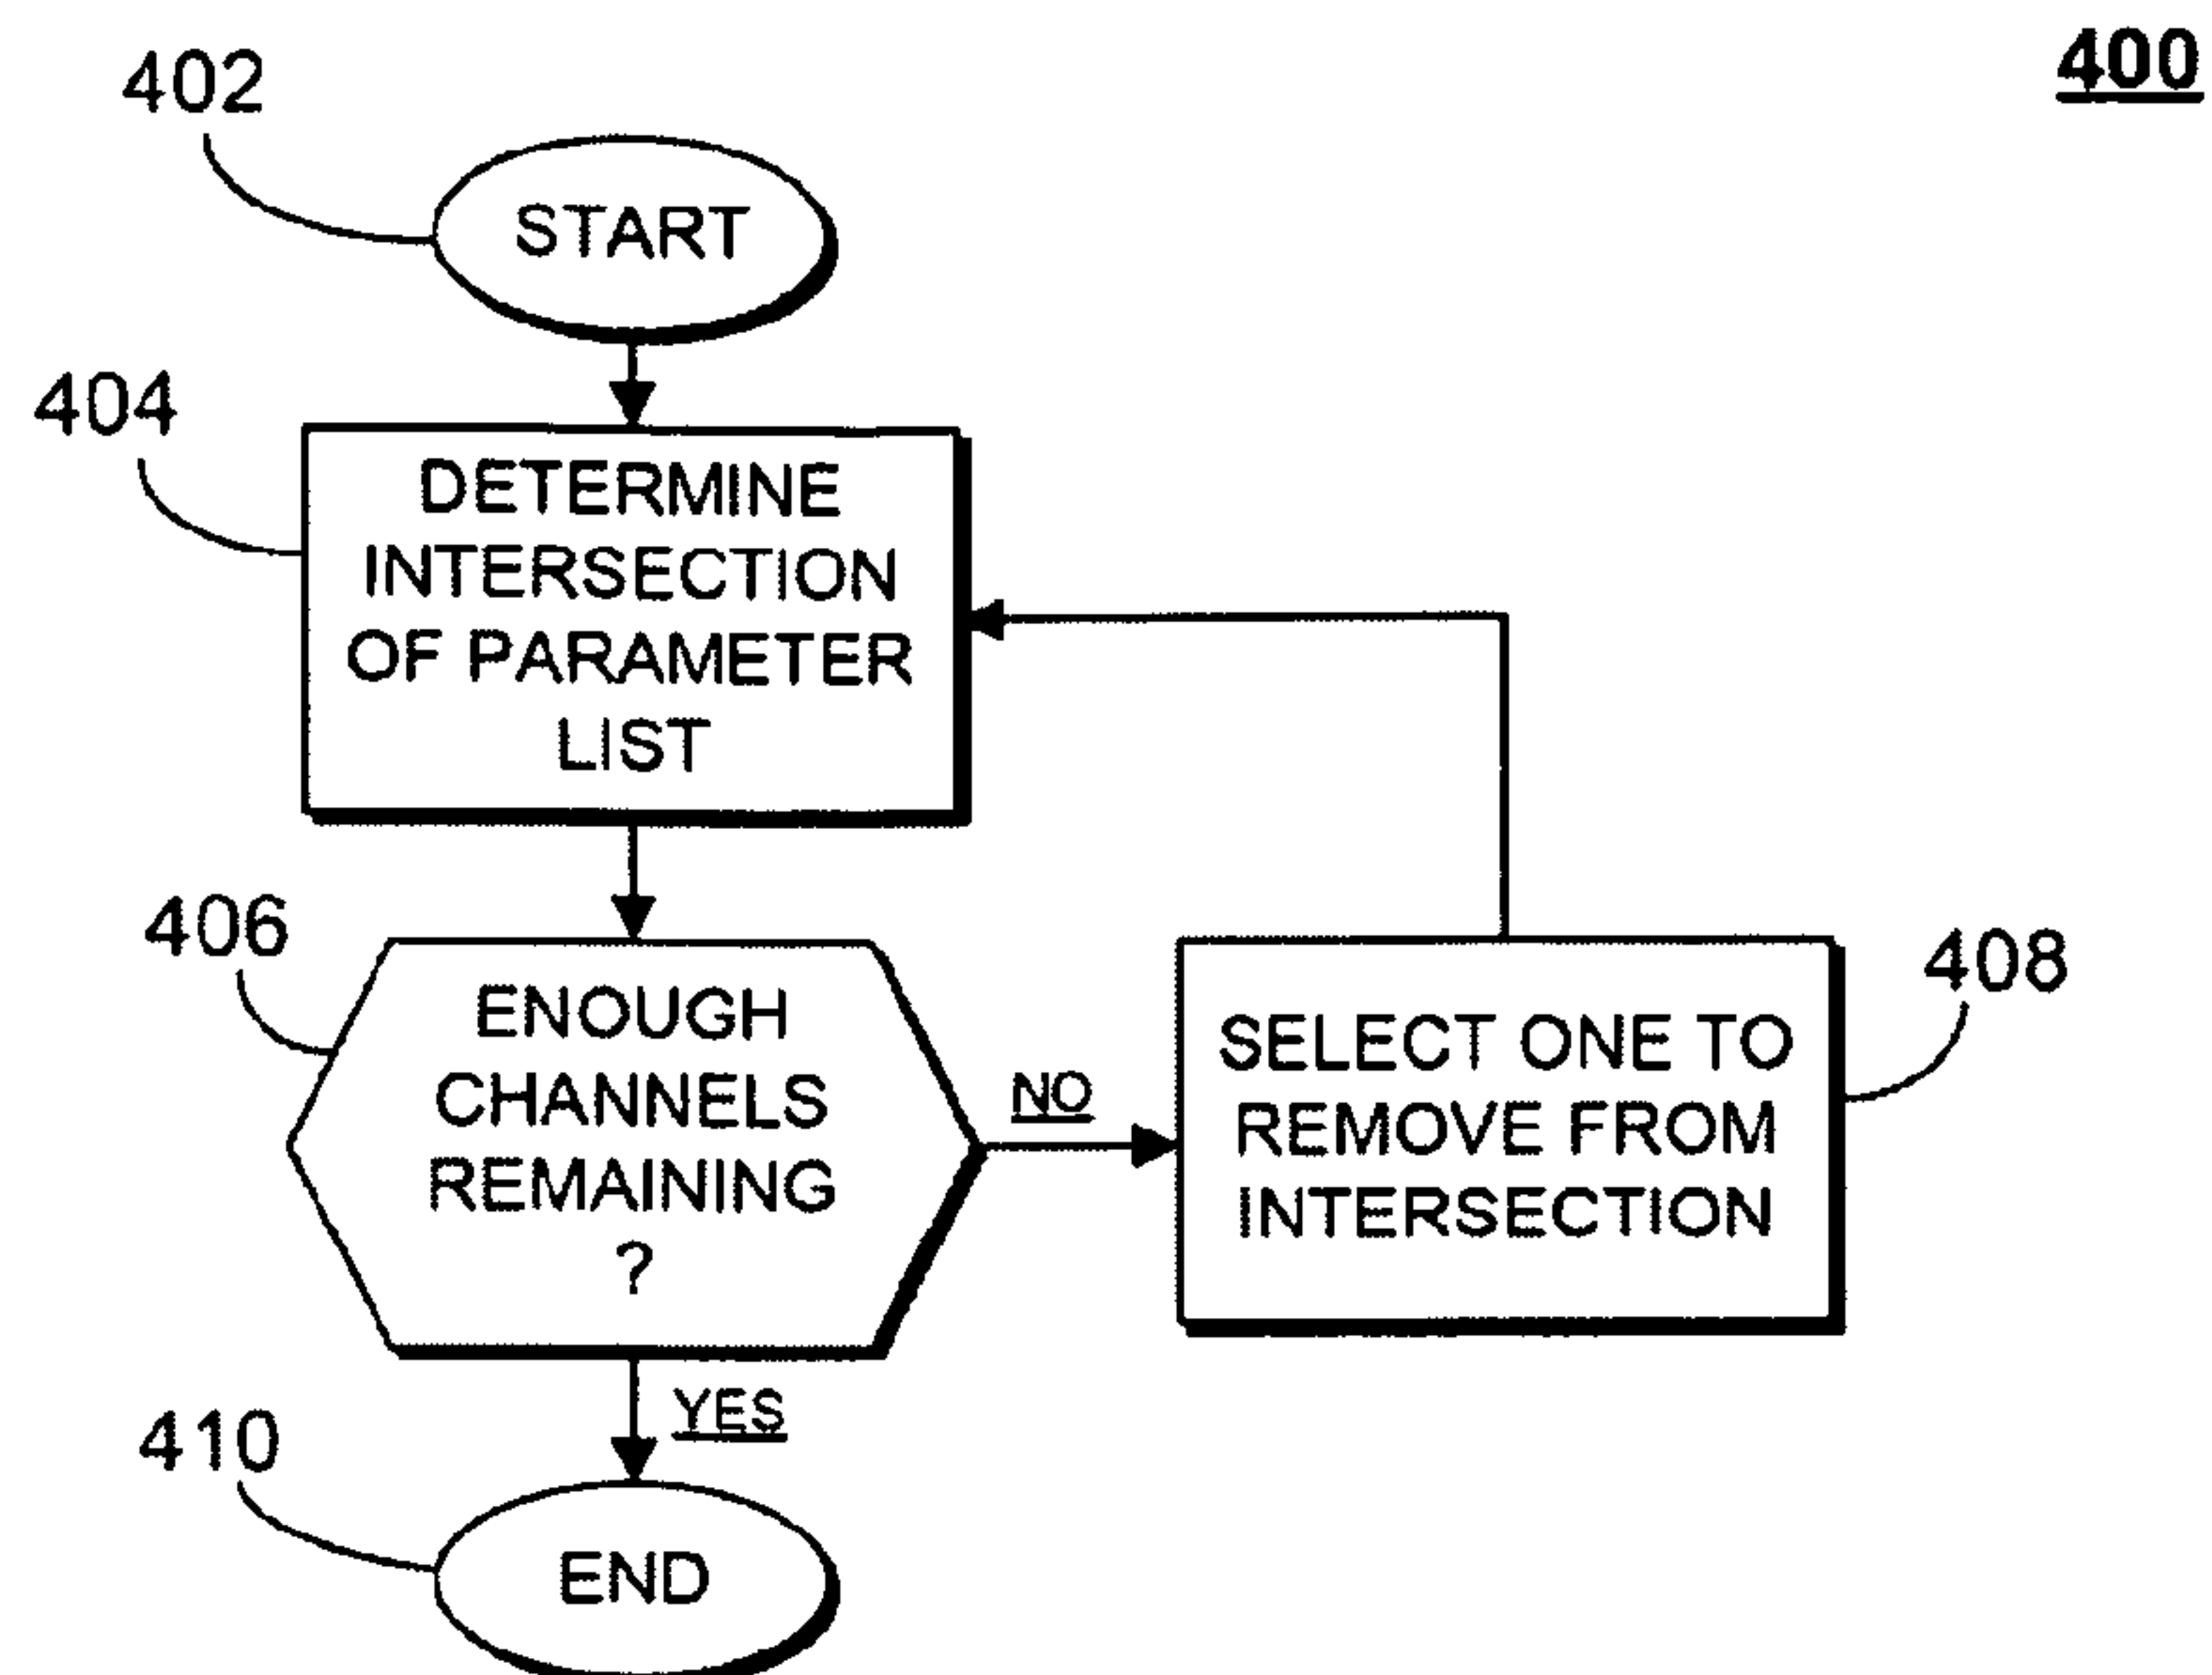 400
402
START
404
DETERMINE
INTERSECTION
OF PARAMETER
LIST
406
ENOUGH
CHANNELS
REMAINING
?
NO
408
SELECT ONE TO
REMOVE FROM
INTERSECTION
YES
410
END